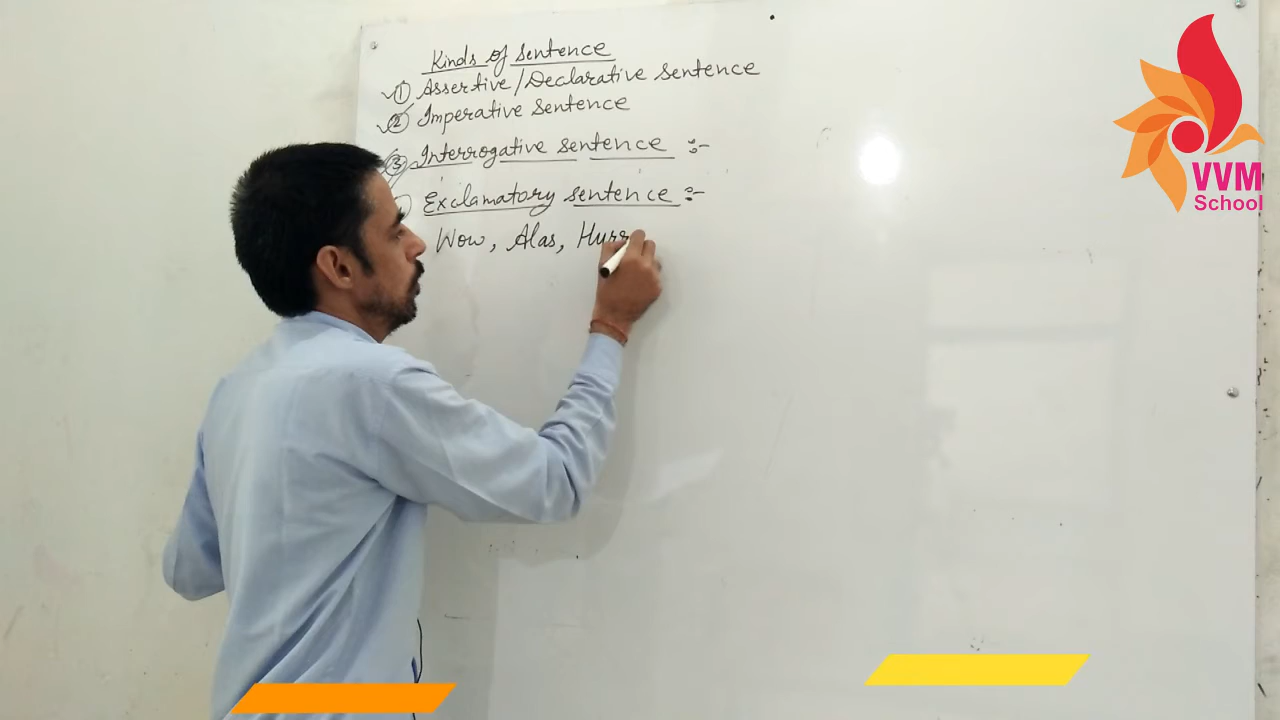 Kinds of sentence
① Assertive/Declarative sentence
② Imperative sentence
③ Interrogative sentence :-
Exclamatory sentence :-
Wow, Alas, Hurr
VVM
School